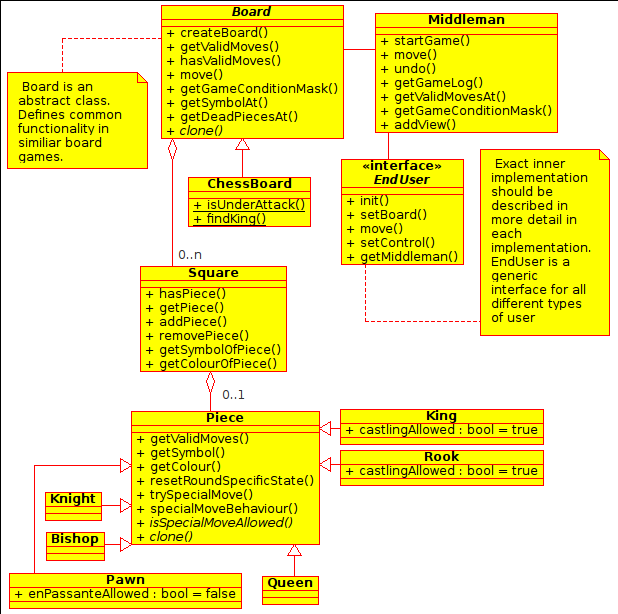 Board
+ createBoard()
+ getValidMoves()
+ hasValidMoves()
+ move()
+ getGameConditionMask()
+ getSymbolAt()
+ getDeadPiecesAt()
+ clone()
Middleman
+ startGame()
+ move()
+ undo()
+ getGameLog()
+ getValidMovesAt()
+ getGameConditionMask()
+ addView()
Board is an
abstract class.
Defines common
functionality in
similiar board
games.
ChessBoard
+ isUnderAttack()
+ findKing()
«interface»
EndUser
+ init()
+ setBoard()
+ move()
+ setControl()
+ getMiddleman()
Exact inner
implementation
should be
described in
more detail in
each
implementation.
EndUser is a
generic
interface for all
different types
of user
0..n
Square
+ hasPiece()
+ getPiece()
+ addPiece()
+ removePiece()
+ getSymbolOfPiece()
+ getColourOfPiece()
0..1
Piece
+ getValidMoves()
+ getSymbol()
+ getColour()
+ resetRoundSpecificState()
+ trySpecialMove()
+ specialMoveBehaviour()
+ isSpecialMoveAllowed()
+ clone()
King
+ castlingAllowed : bool = true
Rook
+ castlingAllowed : bool = true
Knight
Bishop
Pawn
+ enPassanteAllowed : bool = false
Queen